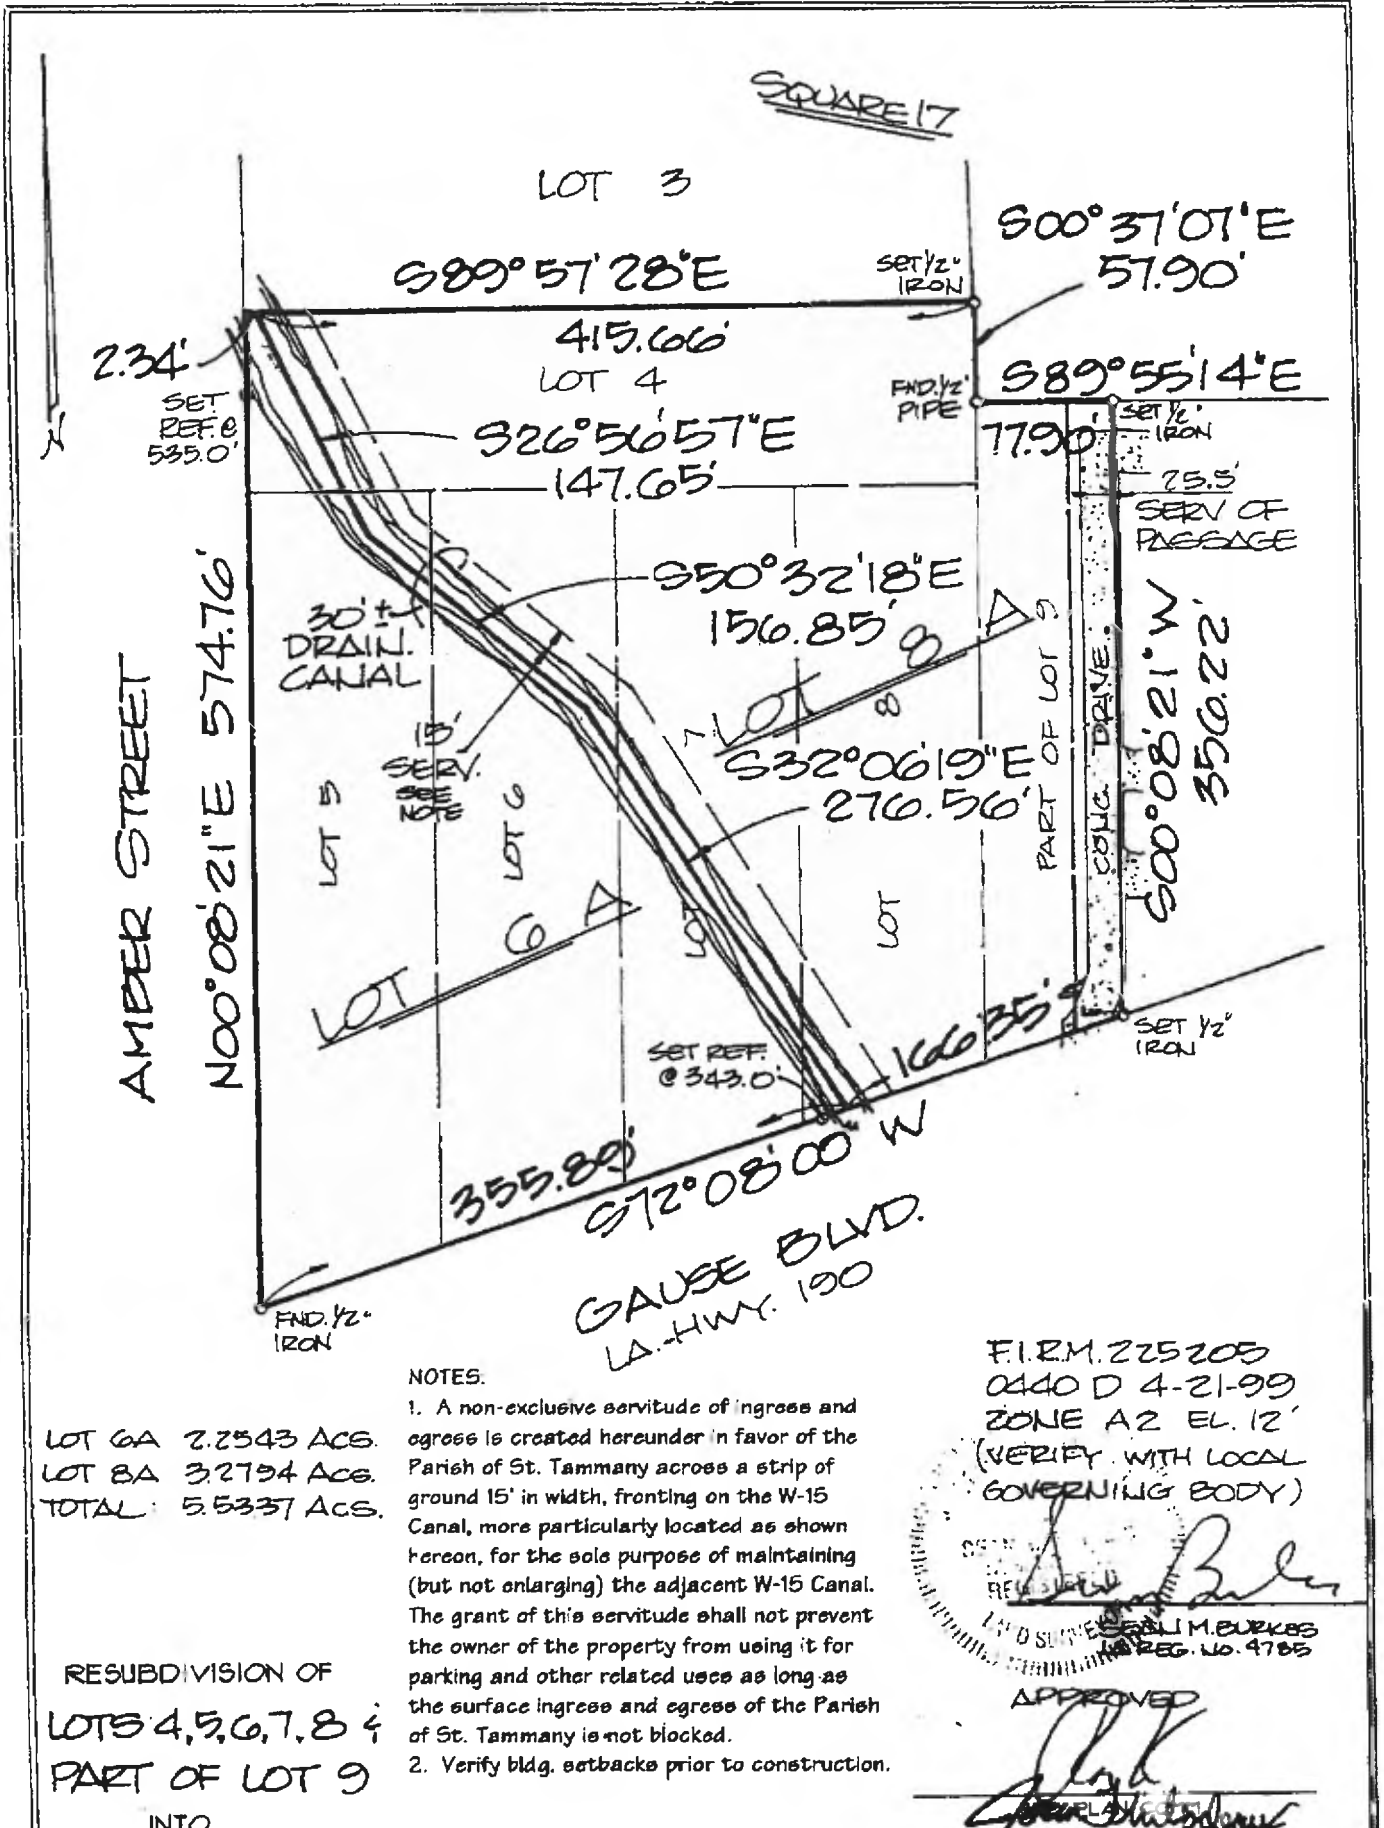 SQUARE 17
LOT 3
S00°37'07"E
57.90'
S89°57'28"E
SET 1/2"
IRON
415.66'
2.34'
LOT 4
S89°55'14"E
SET
REF. @
535.0'
FND. 1/2"
PIPE
SET 1/2"
IRON
77.90'
S26°56'57"E
147.65'
25.5'
SERV OF
PASSAGE
N
S50°32'18"E
156.85'
30'±
DRAIN.
CANAL
LOT 8A
8
7
15'
SERV.
SEE
NOTE
S32°06'19"E
276.56'
PART OF LOT 9
CONC. DRIVE.
S00°08'21"W
356.22'
AMBER STREET
N00°08'21"E 574.76'
LOT 5
LOT 6
LOT
LOT
LOT 6A
SET REF.
@ 343.0'
166.35'
SET 1/2"
IRON
355.89'
S72°08'00" W
GAUSE BLVD.
LA. HWY. 190
FND. 1/2"
IRON
LOT 6A 2.2543 ACS.
LOT 8A 3.2794 ACS.
TOTAL: 5.5337 ACS.
NOTES:
1. A non-exclusive servitude of ingress and
egress is created hereunder in favor of the
Parish of St. Tammany across a strip of
ground 15' in width, fronting on the W-15
Canal, more particularly located as shown
hereon, for the sole purpose of maintaining
(but not enlarging) the adjacent W-15 Canal.
The grant of this servitude shall not prevent
the owner of the property from using it for
parking and other related uses as long as
the surface ingress and egress of the Parish
of St. Tammany is not blocked.
2. Verify bldg. setbacks prior to construction.
F.I.R.M. 225205
0440 D 4-21-99
ZONE A2 EL. 12'
(VERIFY WITH LOCAL
GOVERNING BODY)
REGISTERED
LAND SURVEYOR
SEAN M. BURKES
LA REG. NO. 4785
APPROVED
RESUBDIVISION OF
LOTS 4,5,6,7,8 &
PART OF LOT 9
INTO